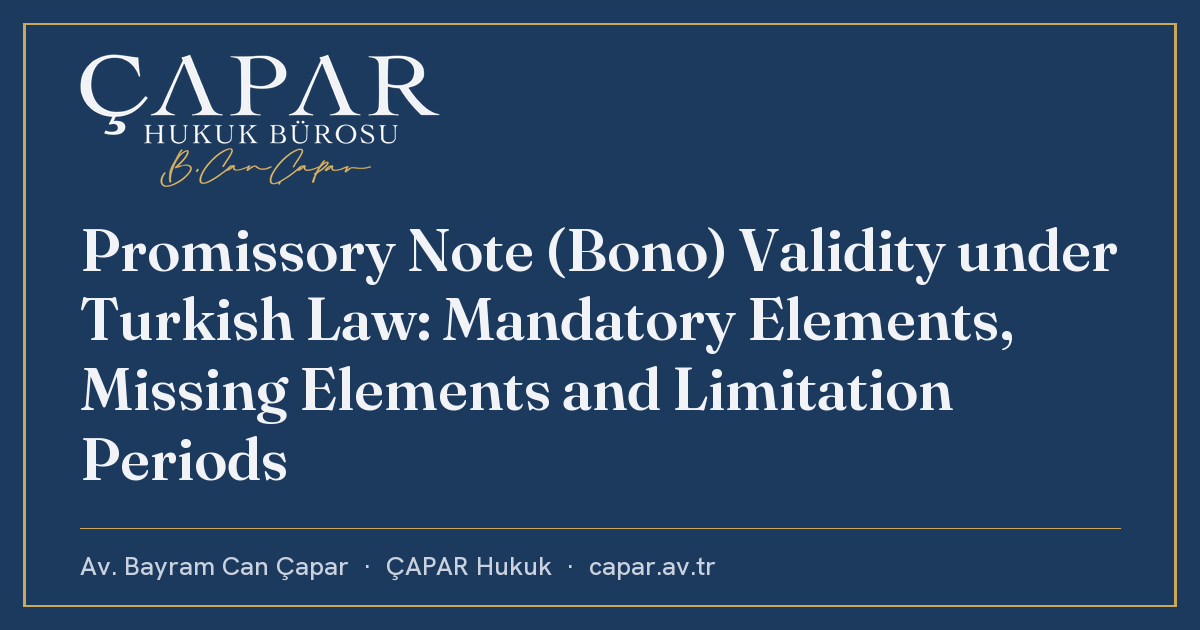 ÇAPAR
HUKUK BÜROSU
B.Can Çapar
Promissory Note (Bono) Validity under
Turkish Law: Mandatory Elements,
Missing Elements and Limitation
Periods
Av. Bayram Can Çapar · ÇAPAR Hukuk · capar.av.tr